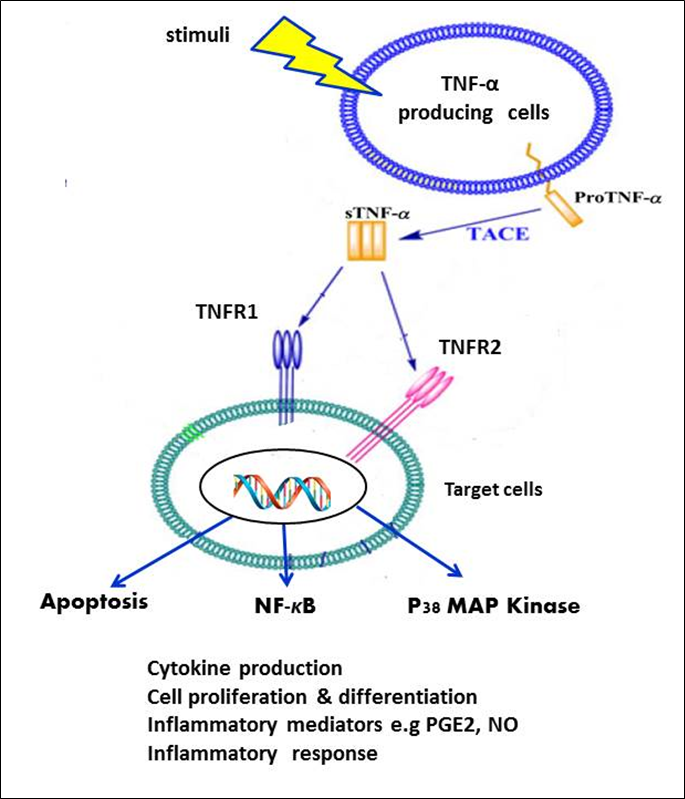 stimuli
TNF-α
producing cells
ProTNF-α
sTNF-α
TACE
TNFR1
TNFR2
Target cells
Apoptosis
NF-κB
P38 MAP Kinase
Cytokine production
Cell proliferation & differentiation
Inflammatory mediators e.g PGE2, NO
Inflammatory response